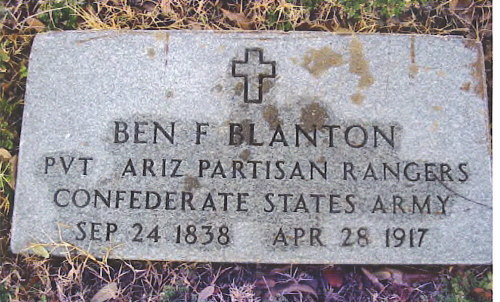 BEN F BLANTON
PVT ARIZ PARTISAN RANGERS
CONFEDERATE STATES ARMY
SEP 24 1838 APR 28 1917